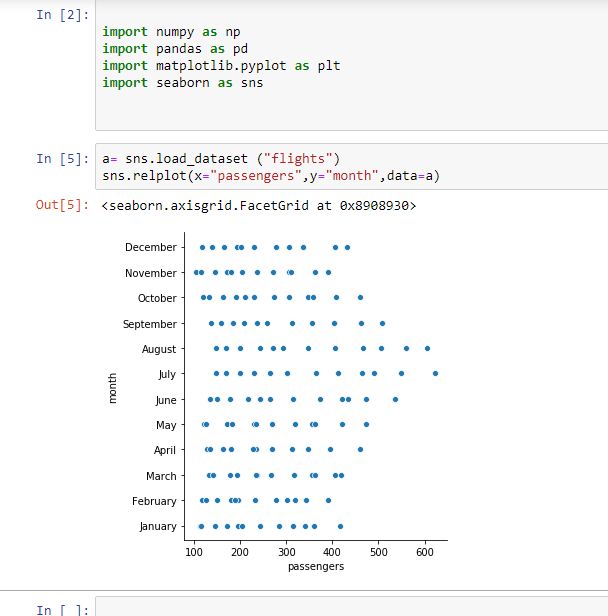 In [2]:
import numpy as np
import pandas as pd
import matplotlib.pyplot as plt
import seaborn as sns
In [5]:
a= sns.load_dataset ("flights")
sns.relplot(x="passengers",y="month",data=a)
Out[5]: <seaborn.axisgrid.FacetGrid at 0x8908930>
December
November
October
September
August
July
June
May
April
March
February
January
month
100 200 300 400 500 600
passengers
In [ ]: